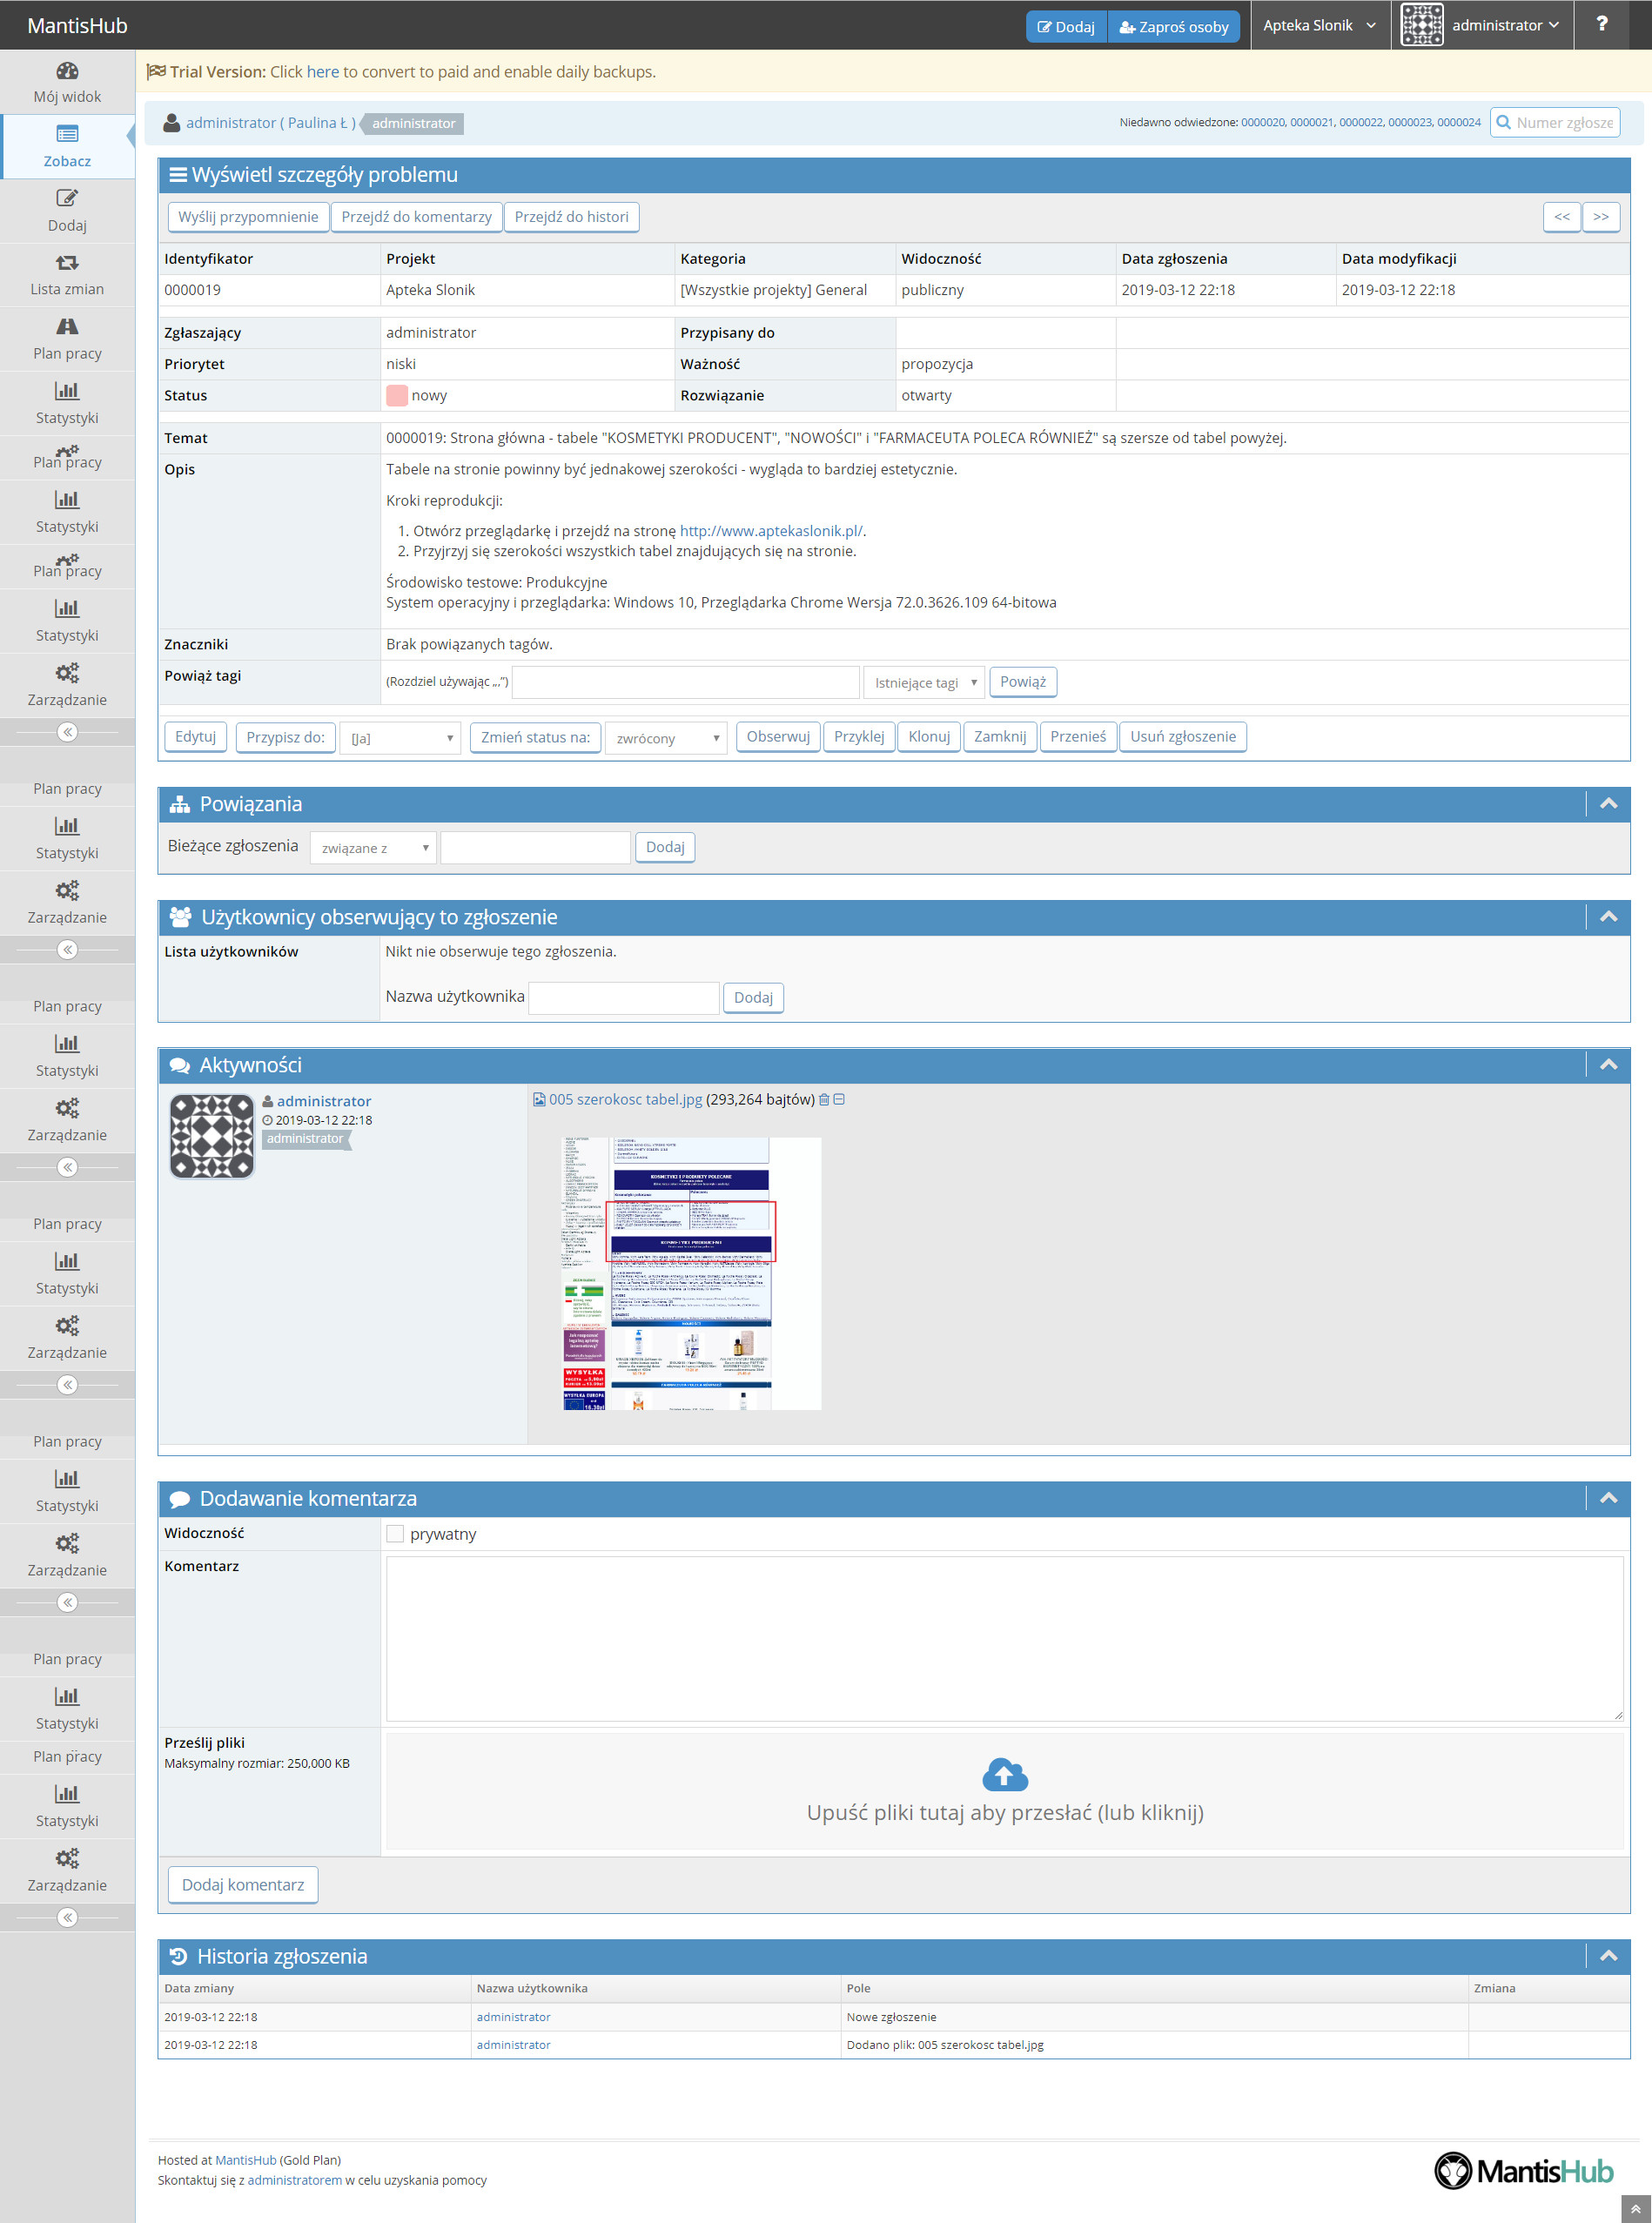 MantisHub
Dodaj
Zaproś osoby
Apteka Slonik
administrator
?
Trial Version: Click here to convert to paid and enable daily backups.
administrator ( Paulina Ł ) administrator
Niedawno odwiedzone: 0000020, 0000021, 0000022, 0000023, 0000024
Numer zgłosze
Mój widok
Zobacz
Dodaj
Lista zmian
Plan pracy
Statystyki
Plan pracy
Statystyki
Plan pracy
Statystyki
Zarządzanie
Plan pracy
Statystyki
Zarządzanie
Plan pracy
Statystyki
Zarządzanie
Plan pracy
Statystyki
Zarządzanie
Plan pracy
Statystyki
Zarządzanie
Plan pracy
Statystyki
Plan pracy
Statystyki
Zarządzanie
Wyświetl szczegóły problemu
Wyślij przypomnienie Przejdź do komentarzy Przejdź do histori << >>
Identyfikator Projekt Kategoria Widoczność Data zgłoszenia Data modyfikacji
0000019 Apteka Slonik [Wszystkie projekty] General publiczny 2019-03-12 22:18 2019-03-12 22:18
Zgłaszający administrator Przypisany do
Priorytet niski Ważność propozycja
Status nowy Rozwiązanie otwarty
Temat 0000019: Strona główna - tabele "KOSMETYKI PRODUCENT", "NOWOŚCI" i "FARMACEUTA POLECA RÓWNIEŻ" są szersze od tabel powyżej.
Opis Tabele na stronie powinny być jednakowej szerokości - wygląda to bardziej estetycznie.
Kroki reprodukcji:
1. Otwórz przeglądarkę i przejdź na stronę http://www.aptekaslonik.pl/.
2. Przyjrzyj się szerokości wszystkich tabel znajdujących się na stronie.
Środowisko testowe: Produkcyjne
System operacyjny i przeglądarka: Windows 10, Przeglądarka Chrome Wersja 72.0.3626.109 64-bitowa
Znaczniki Brak powiązanych tagów.
Powiąż tagi (Rozdziel używając „,”) Istniejące tagi Powiąż
Edytuj Przypisz do: [Ja] Zmień status na: zwrócony Obserwuj Przyklej Klonuj Zamknij Przenieś Usuń zgłoszenie
Powiązania
Bieżące zgłoszenia związane z Dodaj
Użytkownicy obserwujący to zgłoszenie
Lista użytkowników Nikt nie obserwuje tego zgłoszenia.
Nazwa użytkownika Dodaj
Aktywności
administrator
2019-03-12 22:18
administrator
005 szerokosc tabel.jpg (293,264 bajtów)
KOSMETYKI I PRODUKTY POLECANE
KOSMETYKI PRODUCENT
WYSYŁKA
WYSYŁKA EUROPA
Dodawanie komentarza
Widoczność prywatny
Komentarz
Prześlij pliki
Maksymalny rozmiar: 250,000 KB
Upuść pliki tutaj aby przesłać (lub kliknij)
Dodaj komentarz
Historia zgłoszenia
Data zmiany Nazwa użytkownika Pole Zmiana
2019-03-12 22:18 administrator Nowe zgłoszenie
2019-03-12 22:18 administrator Dodano plik: 005 szerokosc tabel.jpg
Hosted at MantisHub (Gold Plan)
Skontaktuj się z administratorem w celu uzyskania pomocy
MantisHub